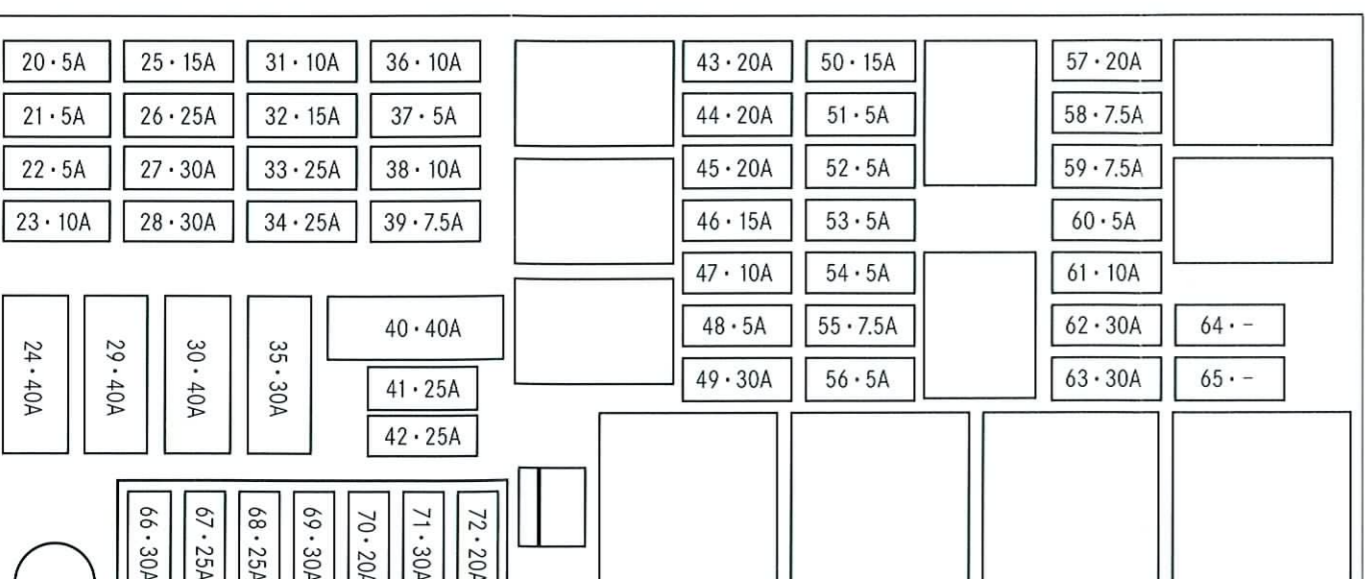 20 · 5A
25 · 15A
31 · 10A
36 · 10A
43 · 20A
50 · 15A
57 · 20A
21 · 5A
26 · 25A
32 · 15A
37 · 5A
44 · 20A
51 · 5A
58 · 7.5A
22 · 5A
27 · 30A
33 · 25A
38 · 10A
45 · 20A
52 · 5A
59 · 7.5A
23 · 10A
28 · 30A
34 · 25A
39 · 7.5A
46 · 15A
53 · 5A
60 · 5A
47 · 10A
54 · 5A
61 · 10A
24 · 40A
29 · 40A
30 · 40A
35 · 30A
40 · 40A
48 · 5A
55 · 7.5A
62 · 30A
64 · -
41 · 25A
49 · 30A
56 · 5A
63 · 30A
65 · -
42 · 25A
66 · 30A
67 · 25A
68 · 25A
69 · 30A
70 · 20A
71 · 30A
72 · 20A